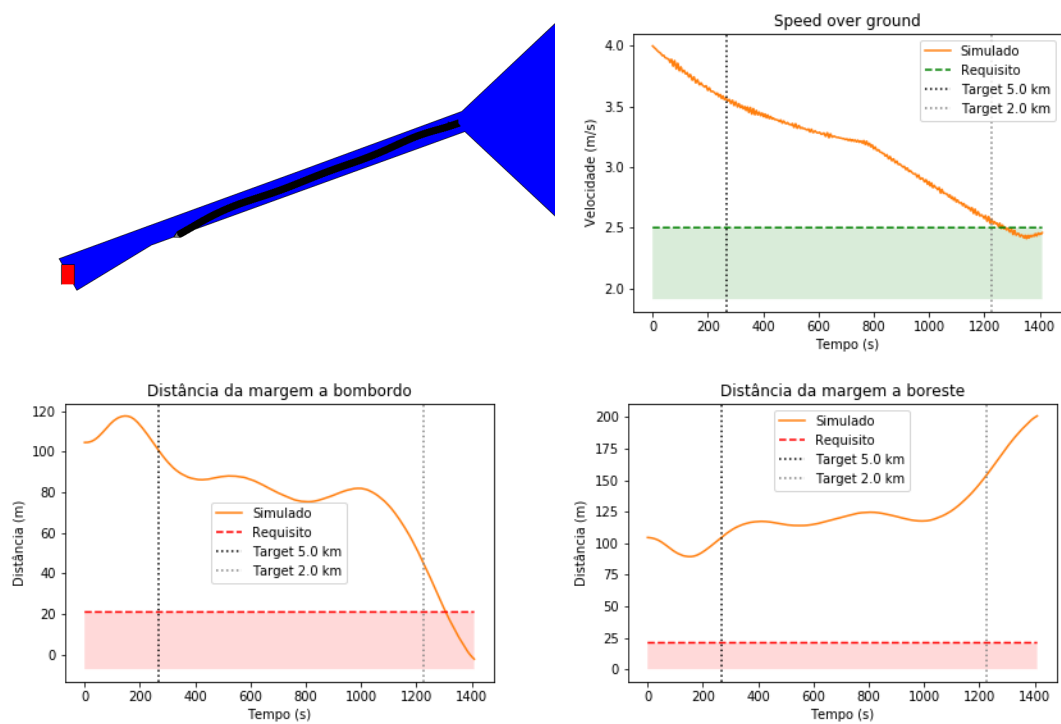 Speed over ground
4.0
3.5
3.0
2.5
2.0
Velocidade (m/s)
Simulado
Requisito
Target 5.0 km
Target 2.0 km
0 200 400 600 800 1000 1200 1400
Tempo (s)
Distância da margem a bombordo
120
100
80
60
40
20
0
Distância (m)
Simulado
Requisito
Target 5.0 km
Target 2.0 km
0 200 400 600 800 1000 1200 1400
Tempo (s)
Distância da margem a boreste
200
175
150
125
100
75
50
25
0
Distância (m)
Simulado
Requisito
Target 5.0 km
Target 2.0 km
0 200 400 600 800 1000 1200 1400
Tempo (s)